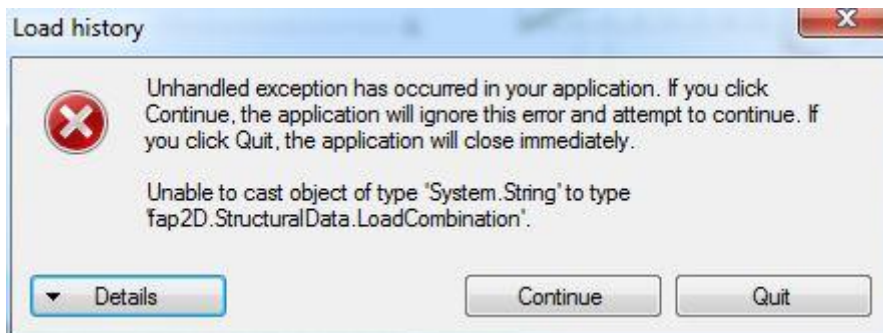 Load history
Unhandled exception has occurred in your application. If you click
Continue, the application will ignore this error and attempt to continue. If
you click Quit, the application will close immediately.
Unable to cast object of type 'System.String' to type
'fap2D.StructuralData.LoadCombination'.
Details
Continue
Quit